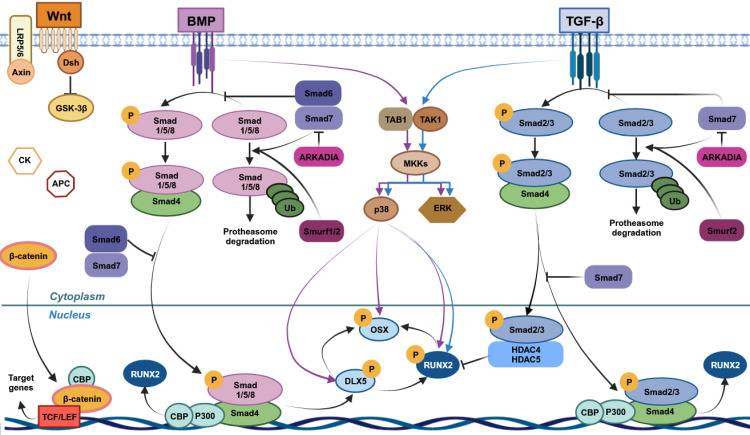 Wnt
BMP
TGF-β
LRP5/6
Axin
Dsh
GSK-3β
CK
APC
P
Smad
1/5/8
Smad
1/5/8
Smad6
Smad7
ARKADIA
P
Smad
1/5/8
Smad4
Smad
1/5/8
Ub
Protheasome
degradation
Smurf1/2
TAB1
TAK1
MKKs
p38
ERK
P
Smad2/3
Smad2/3
Smad7
ARKADIA
P
Smad2/3
Smad4
Smad2/3
Ub
Protheasome
degradation
Smurf2
Smad6
Smad7
β-catenin
Smad7
Cytoplasm
Nucleus
P
OSX
P
Smad2/3
HDAC4
HDAC5
P
RUNX2
P
DLX5
Target
genes
CBP
β-catenin
TCF/LEF
RUNX2
P
Smad
1/5/8
CBP
P300
Smad4
RUNX2
P
Smad2/3
CBP
P300
Smad4